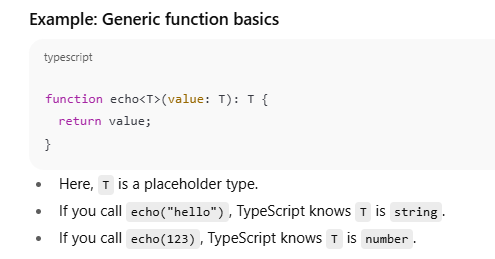 Example: Generic function basics
typescript
function echo<T>(value: T): T {
  return value;
}
• Here, T is a placeholder type.
• If you call echo("hello"), TypeScript knows T is string.
• If you call echo(123), TypeScript knows T is number.